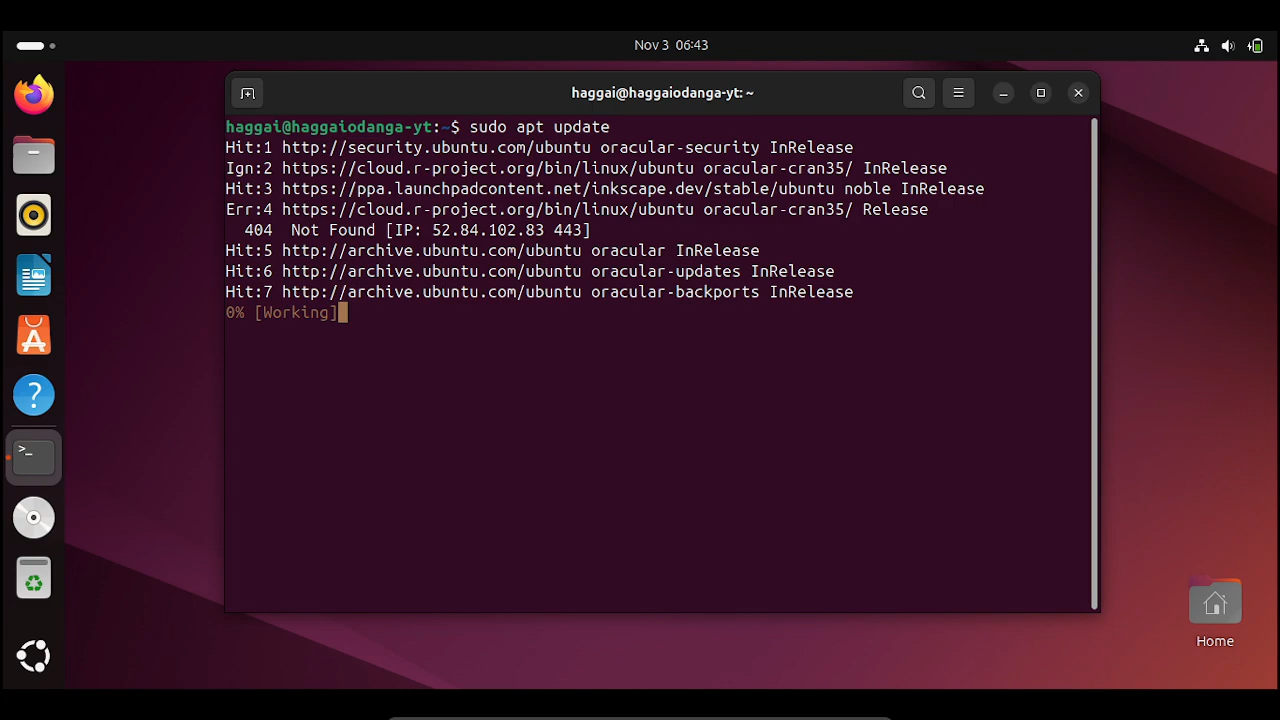 Nov 3 06:43
haggai@haggaiodanga-yt: ~
haggai@haggaiodanga-yt:~$ sudo apt update
Hit:1 http://security.ubuntu.com/ubuntu oracular-security InRelease
Ign:2 https://cloud.r-project.org/bin/linux/ubuntu oracular-cran35/ InRelease
Hit:3 https://ppa.launchpadcontent.net/inkscape.dev/stable/ubuntu noble InRelease
Err:4 https://cloud.r-project.org/bin/linux/ubuntu oracular-cran35/ Release
  404  Not Found [IP: 52.84.102.83 443]
Hit:5 http://archive.ubuntu.com/ubuntu oracular InRelease
Hit:6 http://archive.ubuntu.com/ubuntu oracular-updates InRelease
Hit:7 http://archive.ubuntu.com/ubuntu oracular-backports InRelease
0% [Working]
Home